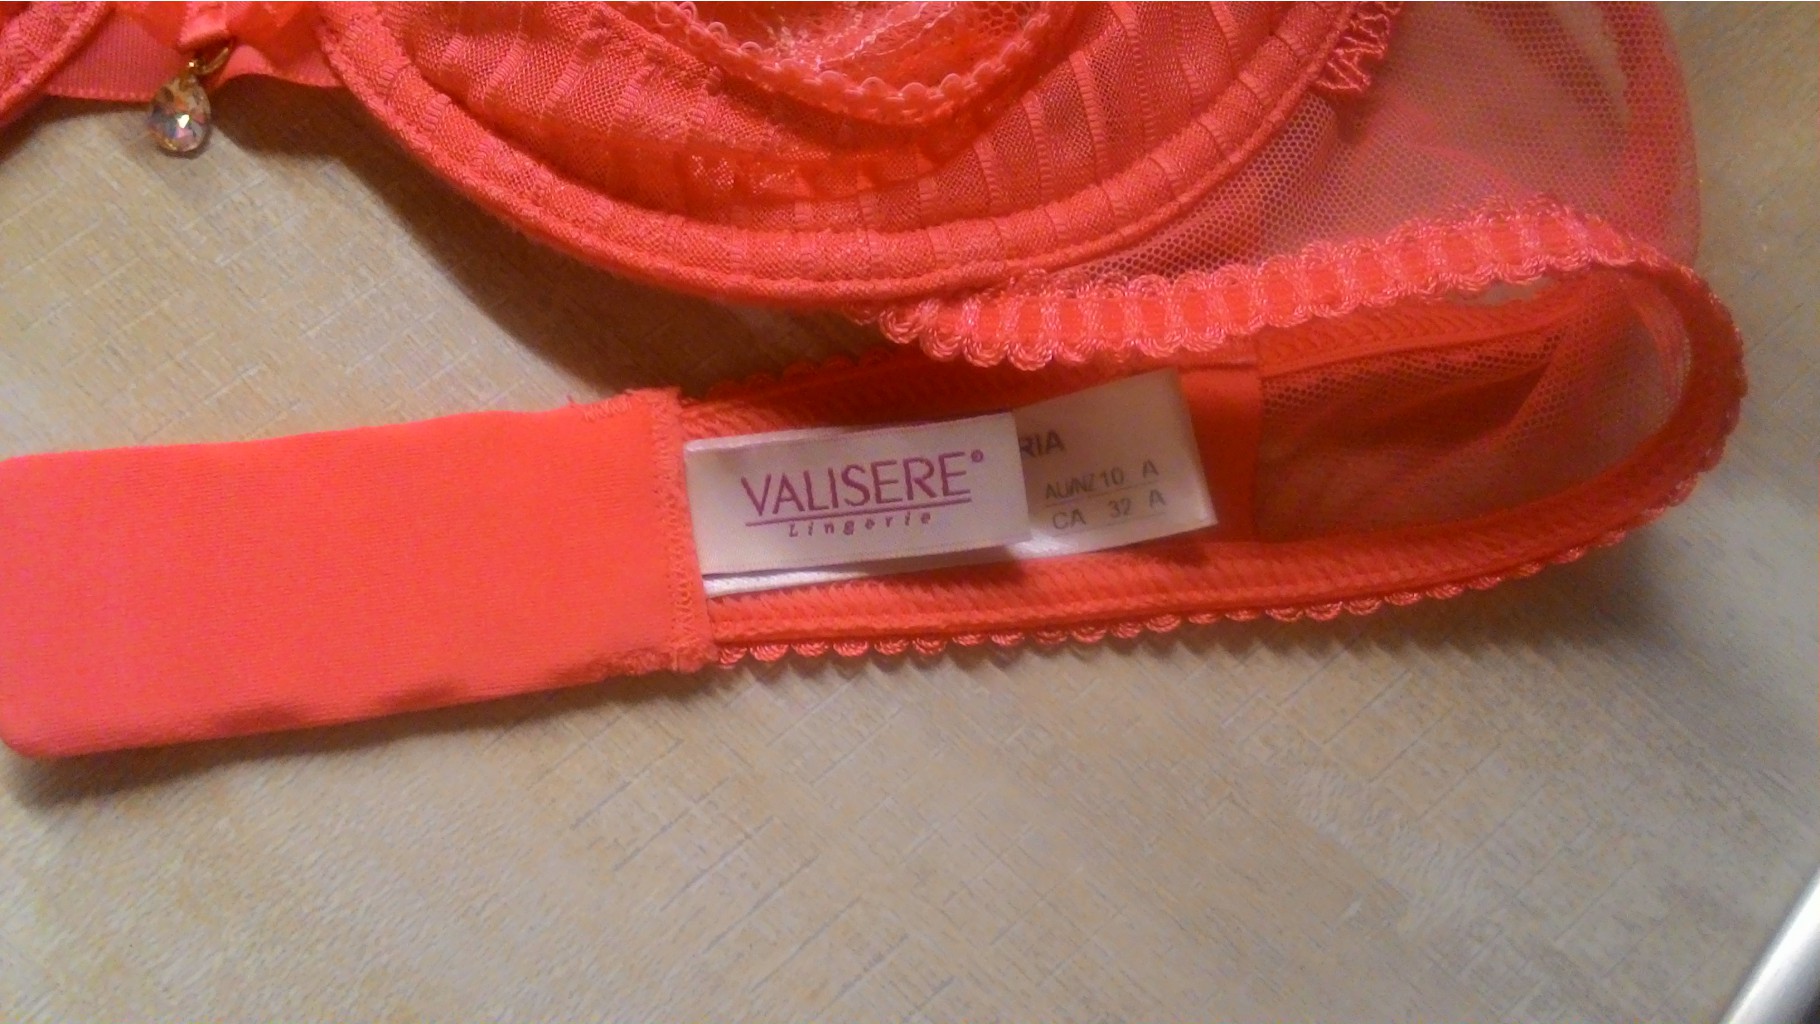 VALISERE®
Lingerie
RIA
AU/NZ 10 A
CA 32 A